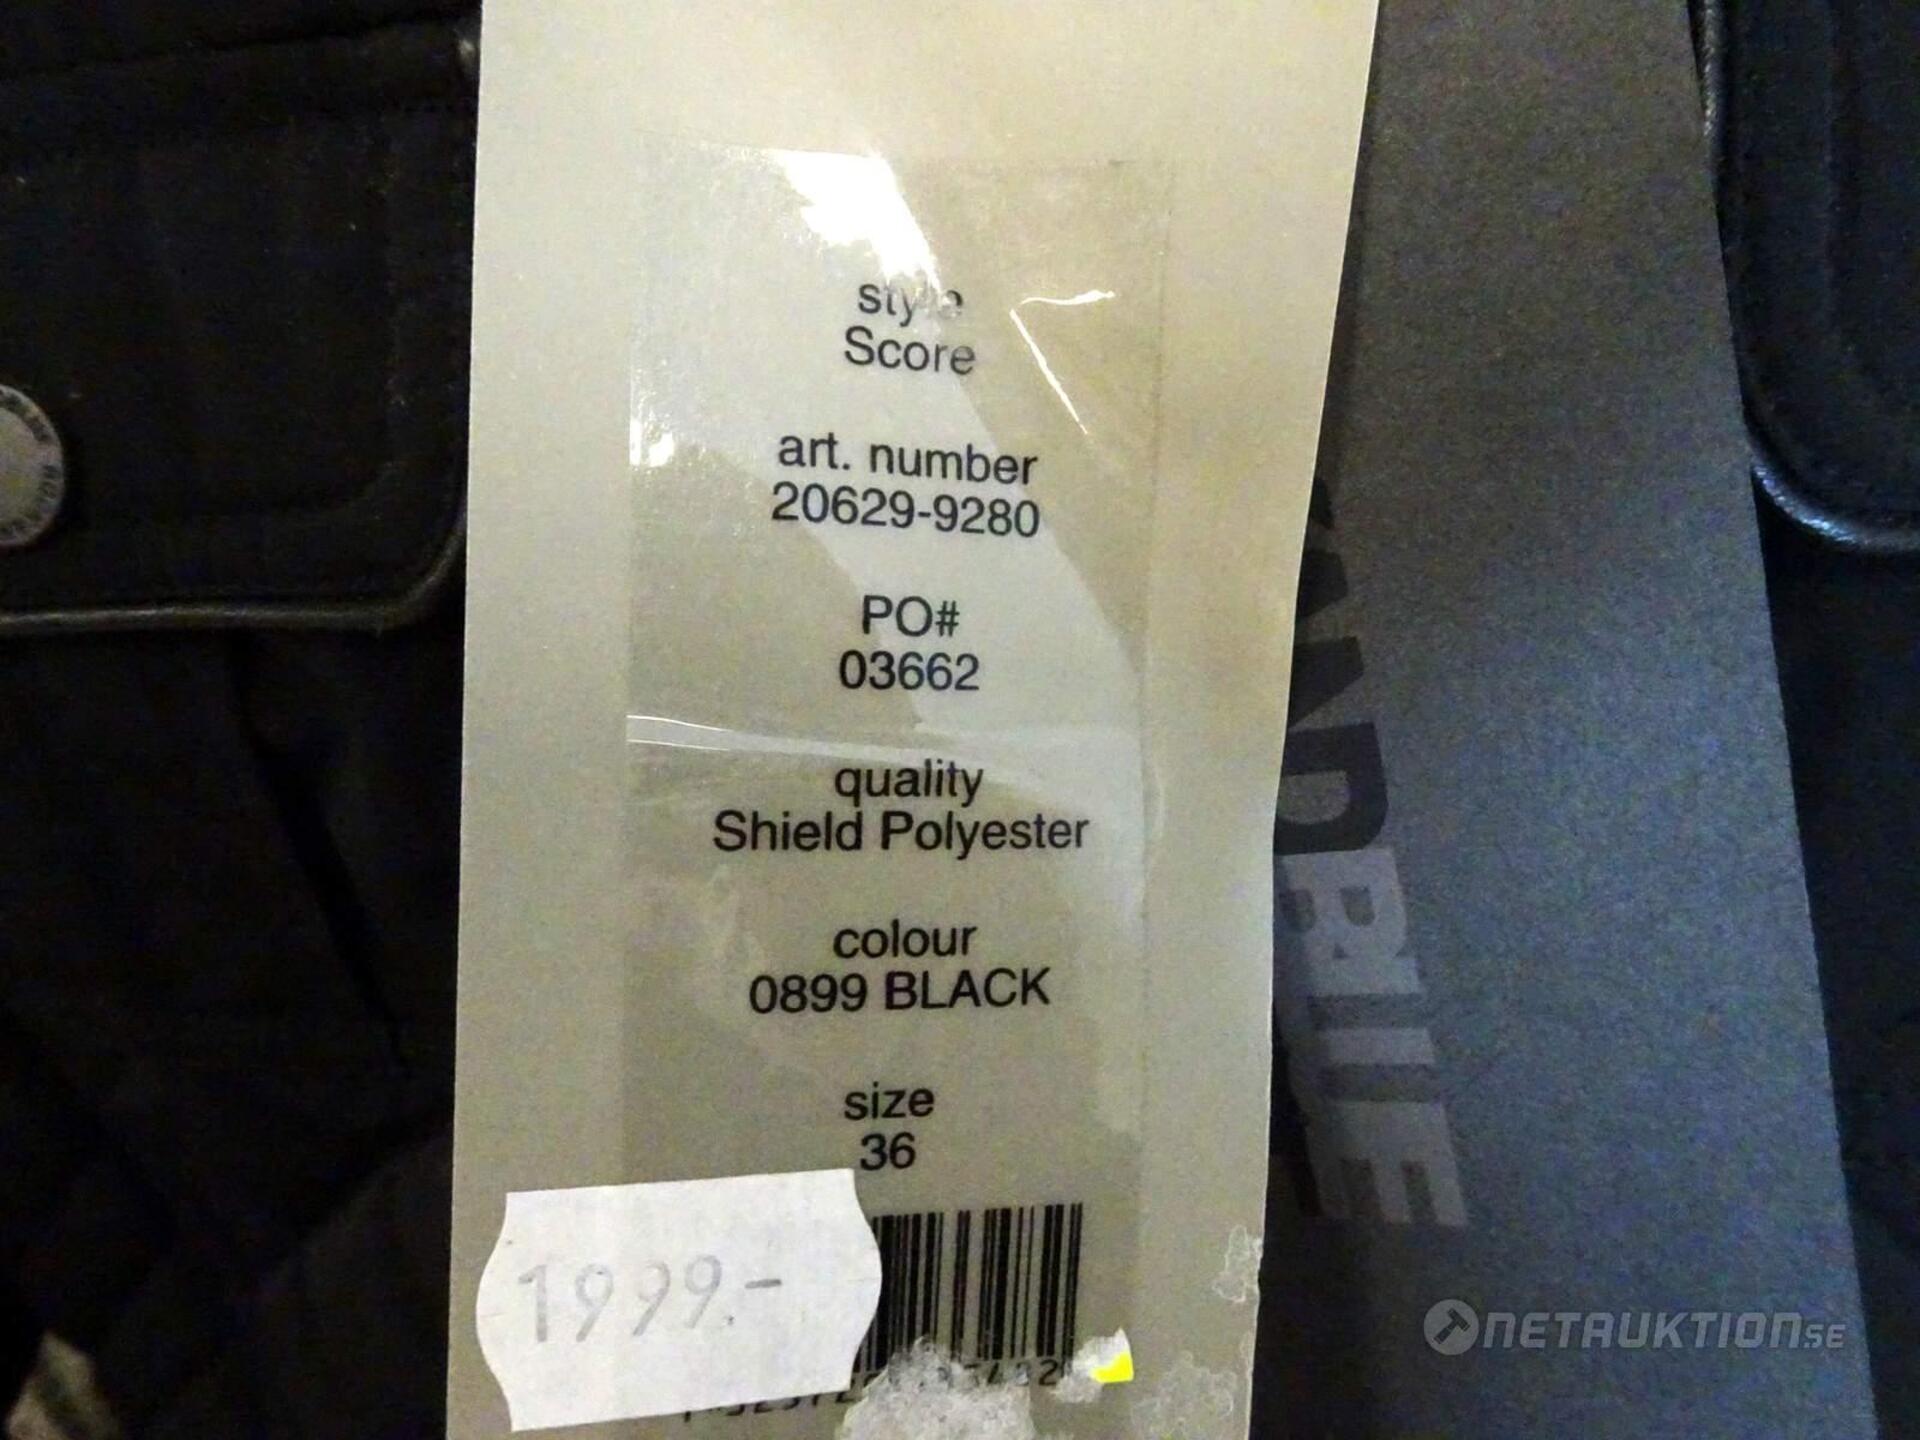 style
Score
art. number
20629-9280
PO#
03662
quality
Shield Polyester
colour
0899 BLACK
size
36
1999.-
NETAUKTION.SE